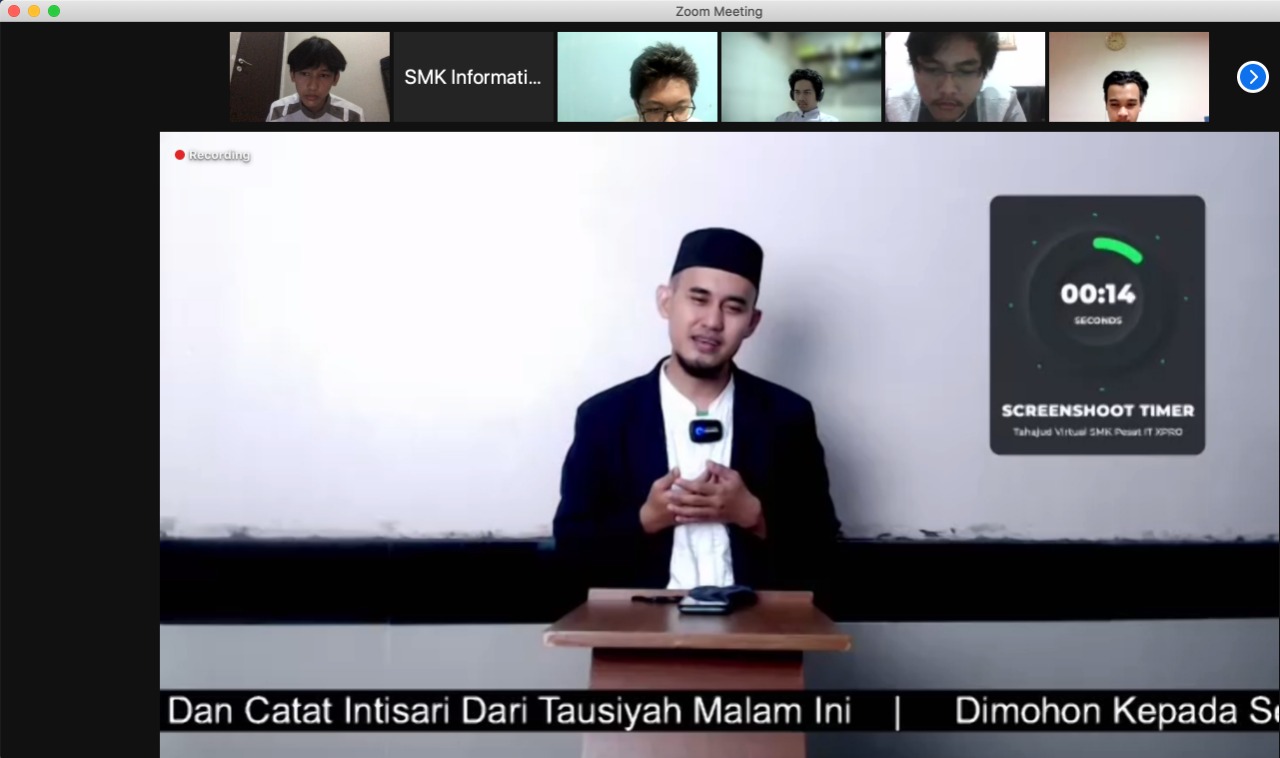 Zoom Meeting
SMK Informati...
Recording
00:14
SECONDS
SCREENSHOOT TIMER
Tahajud Virtual SMK Pesat IT XPRO
Dan Catat Intisari Dari Tausiyah Malam Ini | Dimohon Kepada Se